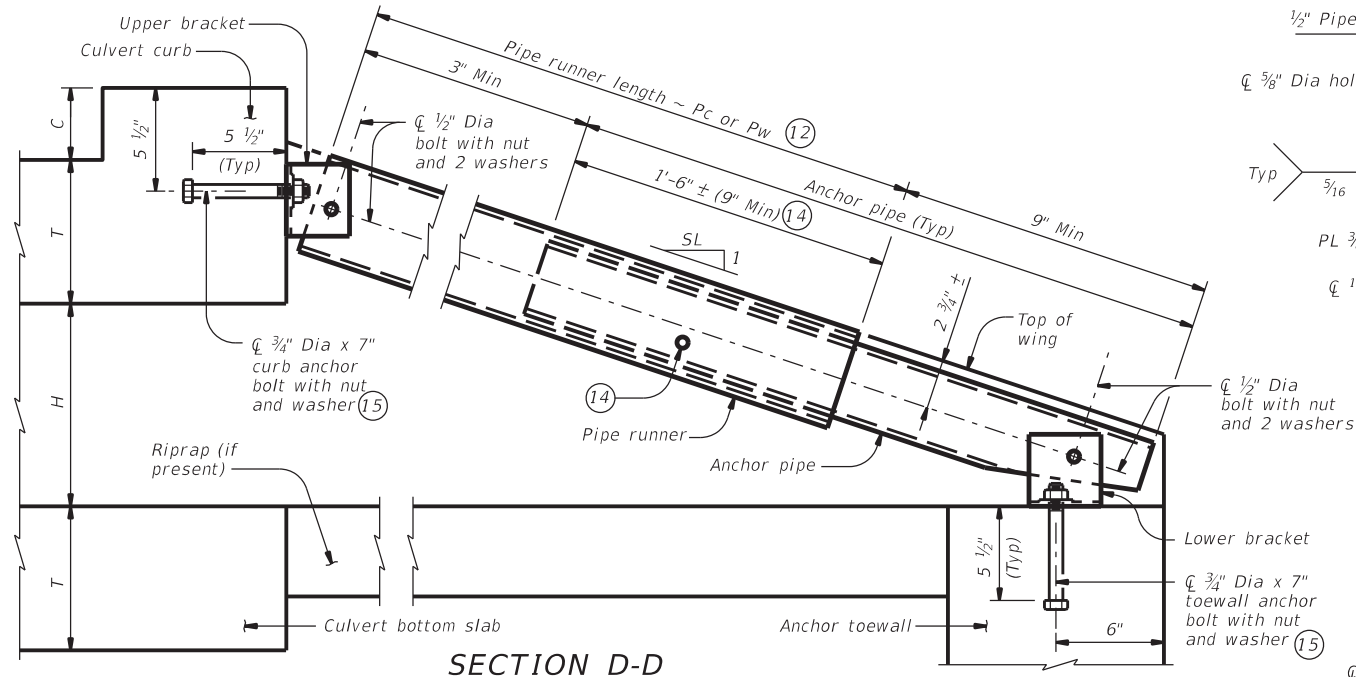 Upper bracket
Culvert curb
C
5 ½"
5 ½"
(Typ)
T
H
T
Pipe runner length ~ Pc or Pw 12
3" Min
℄ ½" Dia
bolt with nut
and 2 washers
1'-6" ± (9" Min) 14
Anchor pipe (Typ)
9" Min
SL
1
2 ¾" ±
Top of
wing
℄ ½" Dia
bolt with nut
and 2 washers
℄ ¾" Dia x 7"
curb anchor
bolt with nut
and washer 15
14
Pipe runner
Anchor pipe
Riprap (if
present)
5 ½"
(Typ)
Lower bracket
℄ ¾" Dia x 7"
toewall anchor
bolt with nut
and washer 15
Culvert bottom slab
Anchor toewall
6"
SECTION D-D
½" Pipe
℄ ⅝" Dia hol
Typ
5/16
PL
℄ 1
℄